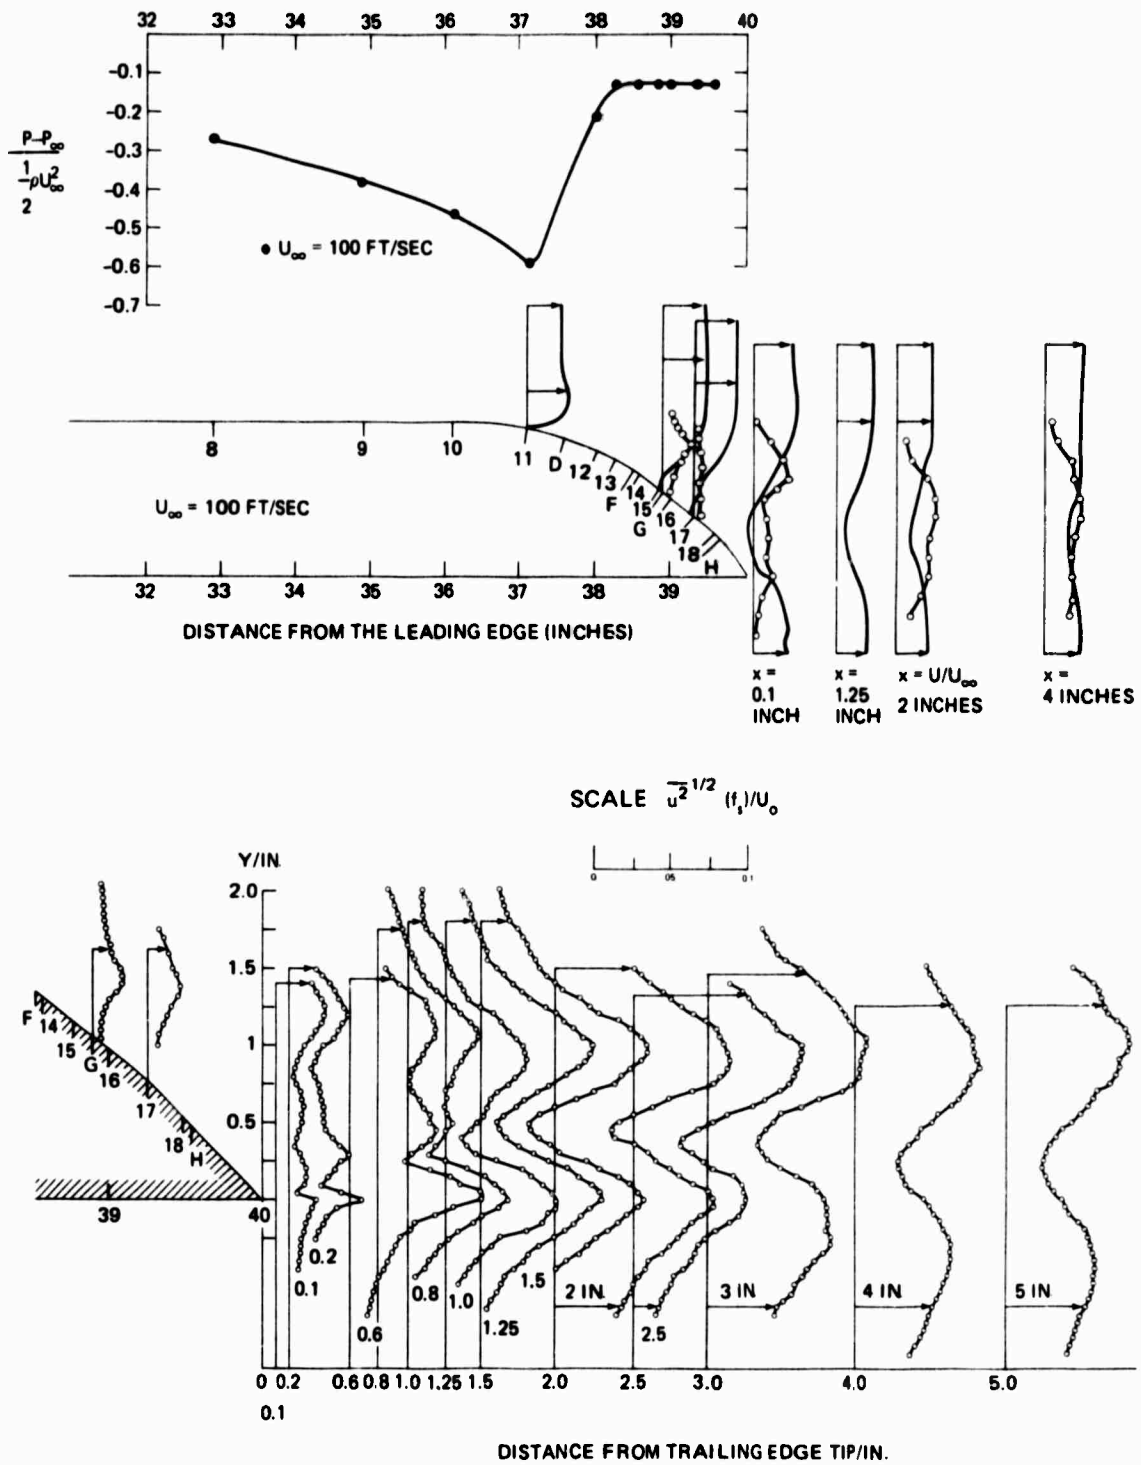 32 33 34 35 36 37 38 39 40
-0.1
-0.2
-0.3
-0.4
-0.5
-0.6
-0.7
P-P∞
1/2 ρU∞²
● U∞ = 100 FT/SEC
8 9 10 11 D 12 13 F 14 15 G 16 17 18 H
U∞ = 100 FT/SEC
32 33 34 35 36 37 38 39
DISTANCE FROM THE LEADING EDGE (INCHES)
x = 0.1 INCH
x = 1.25 INCH
x = U/U∞ 2 INCHES
x = 4 INCHES
SCALE u²^1/2 (fs)/Uo
0 05 0.1
Y/IN.
2.0
1.5
1
0.5
F 14 15 G 16 17 18 H
39 40
0.1 0.2 0.6 0.8 1.0 1.25 1.5 2 IN. 2.5 3 IN. 4 IN. 5 IN.
0 0.2 0.6 0.8 1.0 1.25 1.5 2.0 2.5 3.0 4.0 5.0
0.1
DISTANCE FROM TRAILING EDGE TIP/IN.